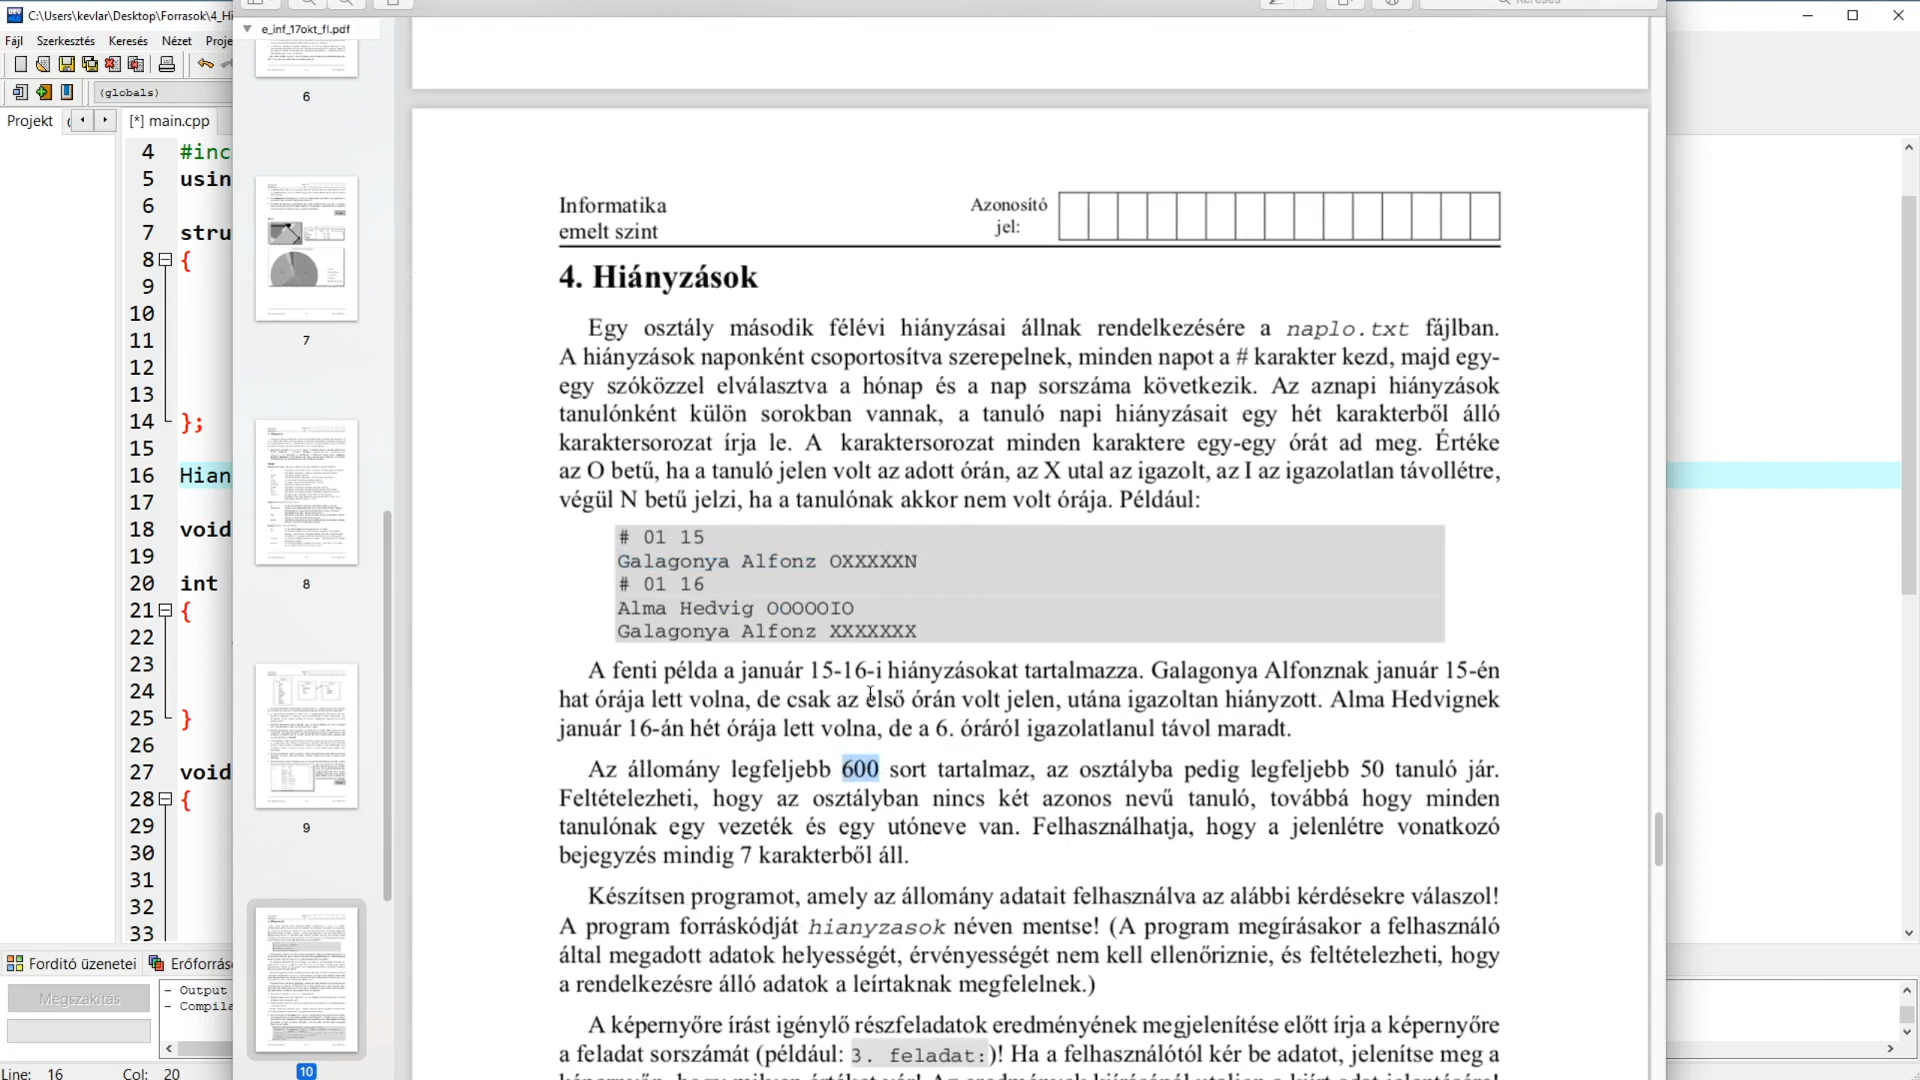 C:\Users\kevlar\Desktop\Forrasok\4_Hi
Fájl Szerkesztés Keresés Nézet Proje
(globals)
Projekt
[*] main.cpp
4 #inc
5 usin
6
7 stru
8 {
9
10
11
12
13
14 };
15
16 Hian
17
18 void
19
20 int
21 {
22
23
24
25 }
26
27 void
28 {
29
30
31
32
33
Fordító üzenetei Erőforrás
Megszakítás
- Output
- Compila
Line: 16 Col: 20
e_inf_17okt_fl.pdf
6
7
8
9
10
Keresés
Informatika
emelt szint
Azonosító
jel:
4. Hiányzások
Egy osztály második félévi hiányzásai állnak rendelkezésére a naplo.txt fájlban.
A hiányzások naponként csoportosítva szerepelnek, minden napot a # karakter kezd, majd egy-
egy szóközzel elválasztva a hónap és a nap sorszáma következik. Az aznapi hiányzások
tanulónként külön sorokban vannak, a tanuló napi hiányzásait egy hét karakterből álló
karaktersorozat írja le. A karaktersorozat minden karaktere egy-egy órát ad meg. Értéke
az O betű, ha a tanuló jelen volt az adott órán, az X utal az igazolt, az I az igazolatlan távollétre,
végül N betű jelzi, ha a tanulónak akkor nem volt órája. Például:
# 01 15
Galagonya Alfonz OXXXXXN
# 01 16
Alma Hedvig OOOOOIO
Galagonya Alfonz XXXXXXX
A fenti példa a január 15-16-i hiányzásokat tartalmazza. Galagonya Alfonznak január 15-én
hat órája lett volna, de csak az első órán volt jelen, utána igazoltan hiányzott. Alma Hedvignek
január 16-án hét órája lett volna, de a 6. óráról igazolatlanul távol maradt.
Az állomány legfeljebb 600 sort tartalmaz, az osztályba pedig legfeljebb 50 tanuló jár.
Feltételezheti, hogy az osztályban nincs két azonos nevű tanuló, továbbá hogy minden
tanulónak egy vezeték és egy utóneve van. Felhasználhatja, hogy a jelenlétre vonatkozó
bejegyzés mindig 7 karakterből áll.
Készítsen programot, amely az állomány adatait felhasználva az alábbi kérdésekre válaszol!
A program forráskódját hianyzasok néven mentse! (A program megírásakor a felhasználó
által megadott adatok helyességét, érvényességét nem kell ellenőriznie, és feltételezheti, hogy
a rendelkezésre álló adatok a leírtaknak megfelelnek.)
A képernyőre írást igénylő részfeladatok eredményének megjelenítése előtt írja a képernyőre
a feladat sorszámát (például: 3. feladat:)! Ha a felhasználótól kér be adatot, jelenítse meg a